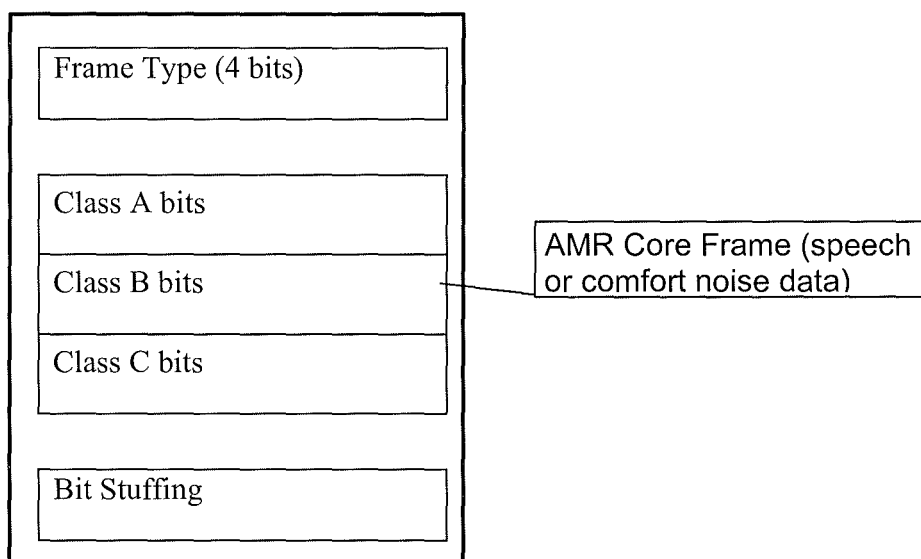 Frame Type (4 bits)
Class A bits
Class B bits
Class C bits
AMR Core Frame (speech
or comfort noise data)
Bit Stuffing